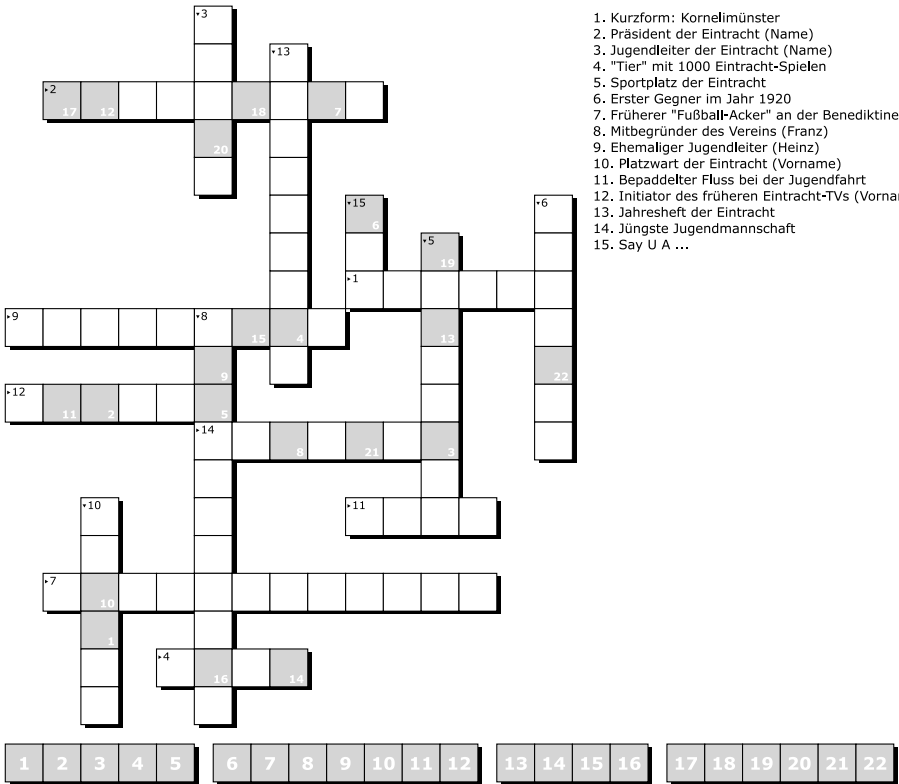 1. Kurzform: Kornelimünster
2. Präsident der Eintracht (Name)
3. Jugendleiter der Eintracht (Name)
4. "Tier" mit 1000 Eintracht-Spielen
5. Sportplatz der Eintracht
6. Erster Gegner im Jahr 1920
7. Früherer "Fußball-Acker" an der Benediktine
8. Mitbegründer des Vereins (Franz)
9. Ehemaliger Jugendleiter (Heinz)
10. Platzwart der Eintracht (Vorname)
11. Bepaddelter Fluss bei der Jugendfahrt
12. Initiator des früheren Eintracht-TVs (Vorna
13. Jahresheft der Eintracht
14. Jüngste Jugendmannschaft
15. Say U A ...
3
13
2 17 12 18 7
20
15 6
6
5 19
1
9 8 15 4 13
9 22
12 11 2 5
14 8 21 3
10 11
7 10
1
4 16 14
1 2 3 4 5 6 7 8 9 10 11 12 13 14 15 16 17 18 19 20 21 22